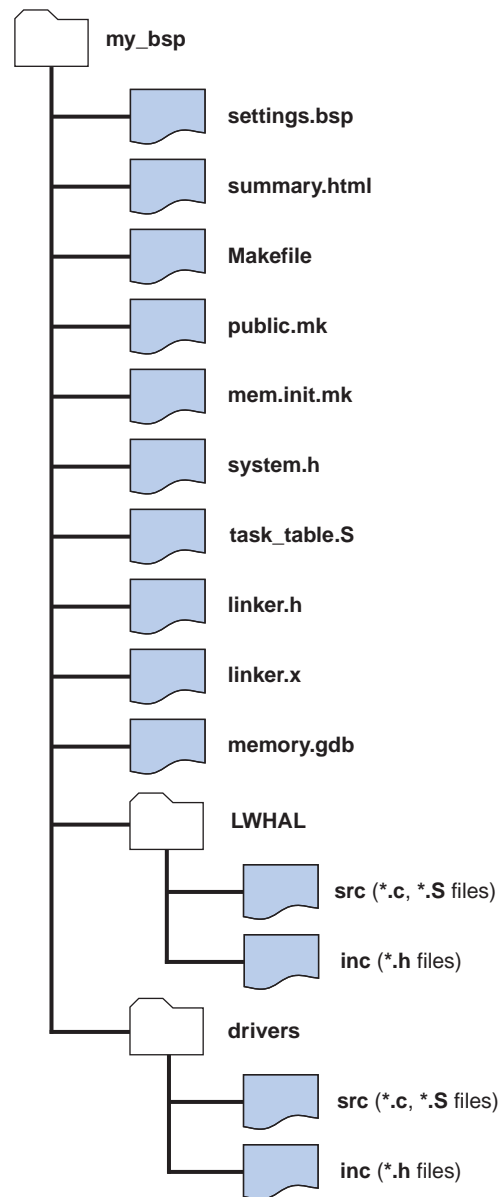 my_bsp
settings.bsp
summary.html
Makefile
public.mk
mem.init.mk
system.h
task_table.S
linker.h
linker.x
memory.gdb
LWHAL
src (*.c, *.S files)
inc (*.h files)
drivers
src (*.c, *.S files)
inc (*.h files)